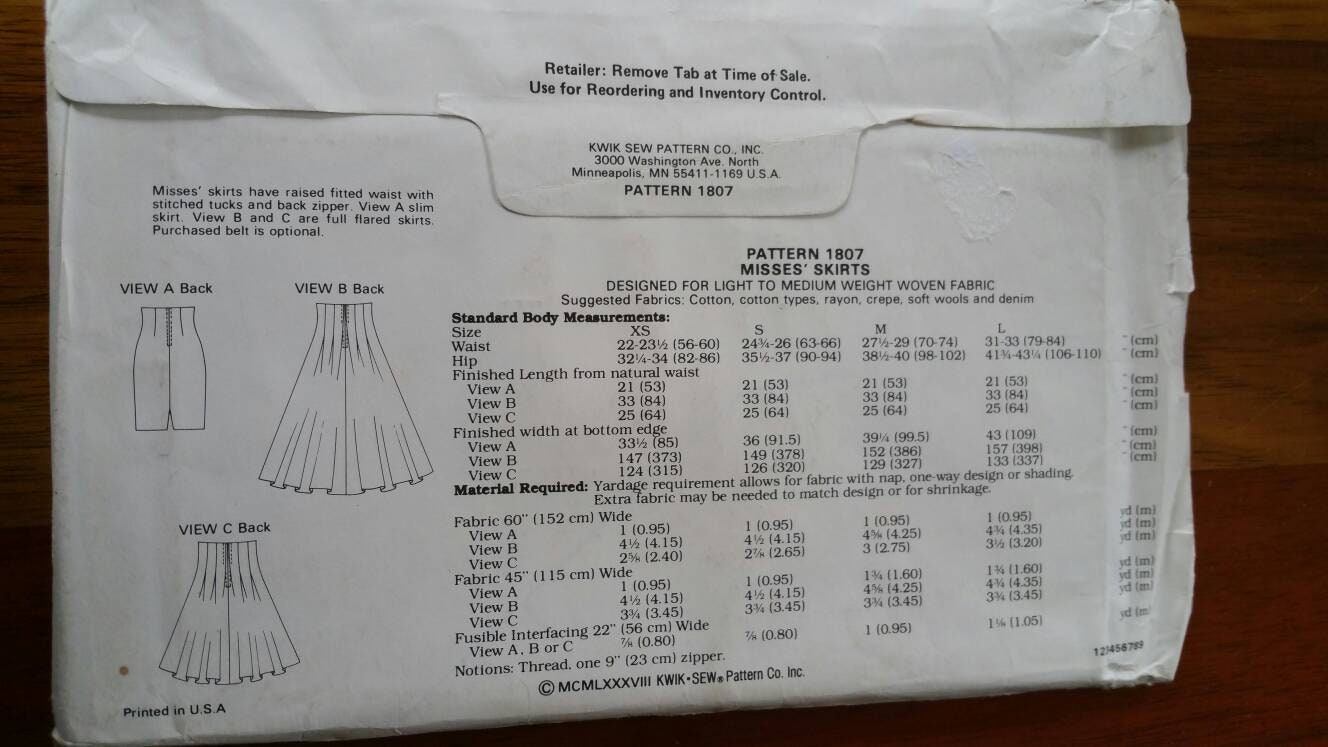 Retailer: Remove Tab at Time of Sale.
Use for Reordering and Inventory Control.
KWIK SEW PATTERN CO., INC.
3000 Washington Ave. North
Minneapolis, MN 55411-1169 U.S.A.
PATTERN 1807
Misses' skirts have raised fitted waist with
stitched tucks and back zipper. View A slim
skirt. View B and C are full flared skirts.
Purchased belt is optional.
VIEW A Back
VIEW B Back
VIEW C Back
PATTERN 1807
MISSES' SKIRTS
DESIGNED FOR LIGHT TO MEDIUM WEIGHT WOVEN FABRIC
Suggested Fabrics: Cotton, cotton types, rayon, crepe, soft wools and denim
Standard Body Measurements:
Size XS S M L
Waist 22-23½ (56-60) 24¾-26 (63-66) 27½-29 (70-74) 31-33 (79-84) " (cm)
Hip 32¼-34 (82-86) 35½-37 (90-94) 38½-40 (98-102) 41¾-43¼ (106-110) " (cm)
Finished Length from natural waist
View A 21 (53) 21 (53) 21 (53) 21 (53) " (cm)
View B 33 (84) 33 (84) 33 (84) 33 (84) " (cm)
View C 25 (64) 25 (64) 25 (64) 25 (64) " (cm)
Finished width at bottom edge
View A 33½ (85) 36 (91.5) 39¼ (99.5) 43 (109) " (cm)
View B 147 (373) 149 (378) 152 (386) 157 (398) " (cm)
View C 124 (315) 126 (320) 129 (327) 133 (337) " (cm)
Material Required: Yardage requirement allows for fabric with nap, one-way design or shading.
Extra fabric may be needed to match design or for shrinkage.
Fabric 60" (152 cm) Wide
View A 1 (0.95) 1 (0.95) 1 (0.95) 1 (0.95) yd (m)
View B 4½ (4.15) 4½ (4.15) 4⅝ (4.25) 4¾ (4.35) yd (m)
View C 2⅝ (2.40) 2⅞ (2.65) 3 (2.75) 3½ (3.20) yd (m)
Fabric 45" (115 cm) Wide
View A 1 (0.95) 1 (0.95) 1¾ (1.60) 1¾ (1.60) yd (m)
View B 4½ (4.15) 4½ (4.15) 4⅝ (4.25) 4¾ (4.35) yd (m)
View C 3¾ (3.45) 3¾ (3.45) 3¾ (3.45) 3¾ (3.45) yd (m)
Fusible Interfacing 22" (56 cm) Wide
View A, B or C ⅞ (0.80) ⅞ (0.80) 1 (0.95) 1⅛ (1.05) yd (m)
Notions: Thread, one 9" (23 cm) zipper.
© MCMLXXXVIII KWIK•SEW® Pattern Co. Inc.
123456789
Printed in U.S.A